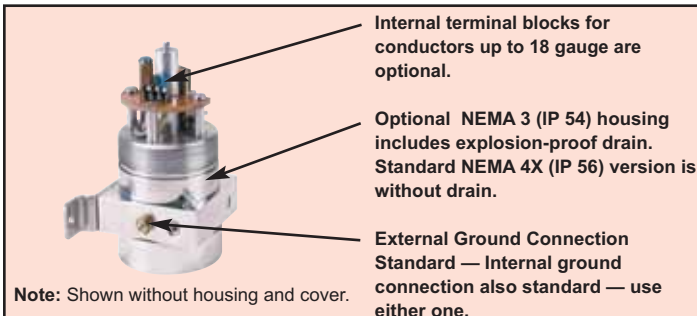 Internal terminal blocks for
conductors up to 18 gauge are
optional.
Optional NEMA 3 (IP 54) housing
includes explosion-proof drain.
Standard NEMA 4X (IP 56) version is
without drain.
External Ground Connection
Standard — Internal ground
connection also standard — use
either one.
Note: Shown without housing and cover.